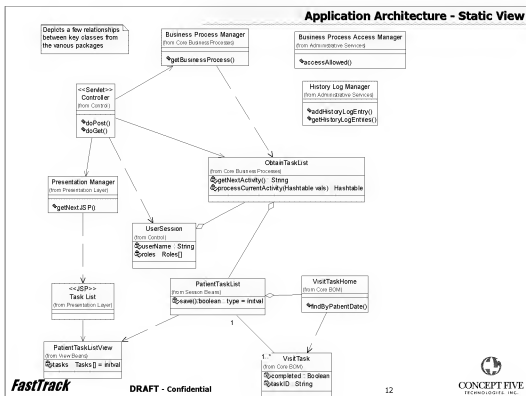 Application Architecture - Static View
Depicts a few relationships
between key classes from
the various packages
Business Process Manager
(from Core BusinessProcesses)
getBusinessProcess()
Business Process Access Manager
(from Administrative Services)
accessAllowed()
<<Servlet>>
Controller
(from Control)
doPost()
doGet()
History Log Manager
(from Administrative Services)
addHistoryLogEntry()
getHistoryLogEntries()
ObtainTaskList
(from Core Business Processes)
getNextActivity() : String
processCurrentActivity(Hashtable vals) : Hashtable
Presentation Manager
(from Presentation Layer)
getNextJSP()
UserSession
(from Control)
userName : String
roles : Roles[]
<<JSP>>
Task List
(from Presentation Layer)
PatientTaskList
(from Session Beans)
save():boolean : type = initval
VisitTaskHome
(from Core BOM)
findByPatientDate()
1
PatientTaskListView
(from View Beans)
tasks : Tasks[] = initval
1..*
VisitTask
(from Core BOM)
completed : Boolean
taskID : String
FastTrack
DRAFT - Confidential
12
CONCEPT FIVE
TECHNOLOGIES, INC.